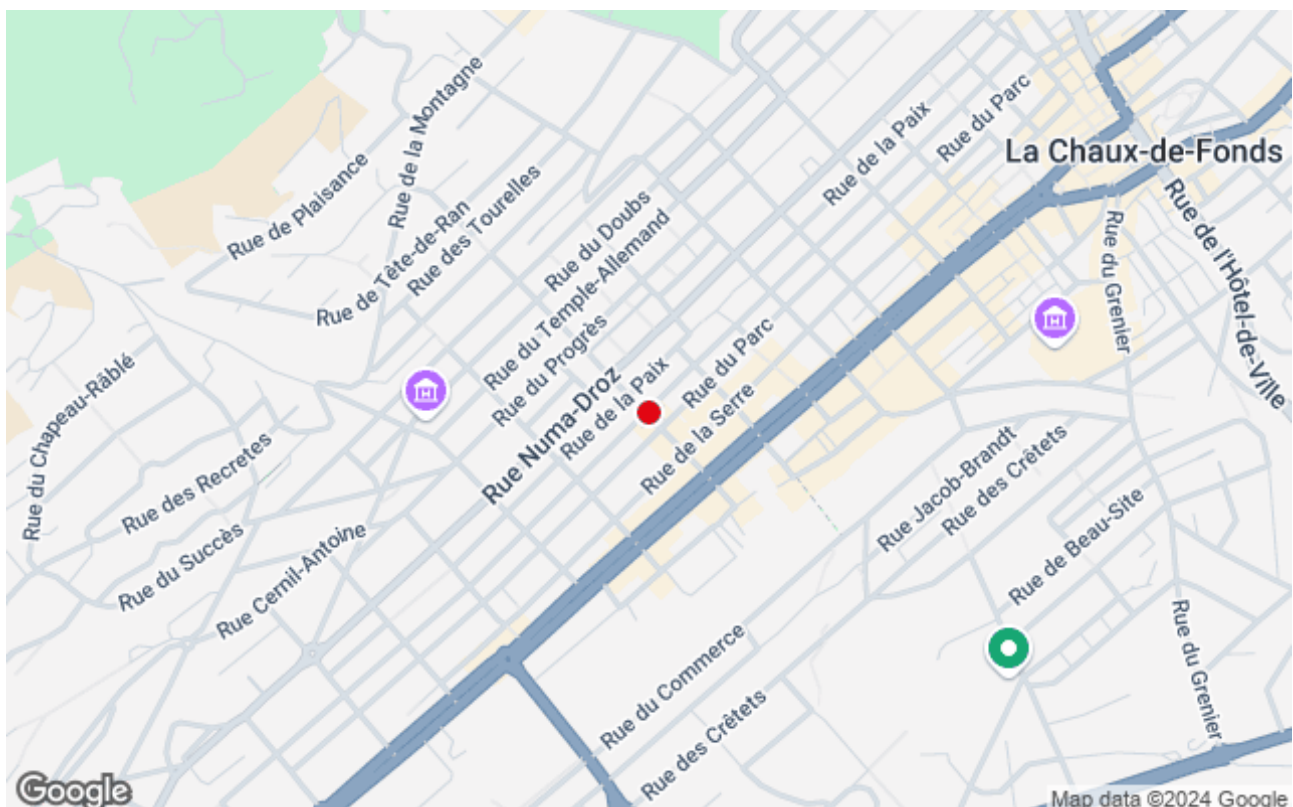 Rue de la Montagne
Rue de Plaisance
Rue de la Paix
Rue du Parc
La Chaux-de-Fonds
Rue de Tête-de-Ran
Rue des Tourelles
Rue du Doubs
Rue du Temple-Allemand
Rue de l'Hôtel-de-Ville
Rue du Grenier
Rue du Chapeau-Râblé
Rue du Progrès
Rue Numa-Droz
Rue de la Paix
Rue du Parc
Rue de la Serre
Rue des Recretes
Rue du Succès
Rue Cernil-Antoine
Rue Jacob-Brandt
Rue des Crêtets
Rue de Beau-Site
Rue du Commerce
Rue des Crêtets
Rue du Grenier
H
H
Google
Map data ©2024 Google